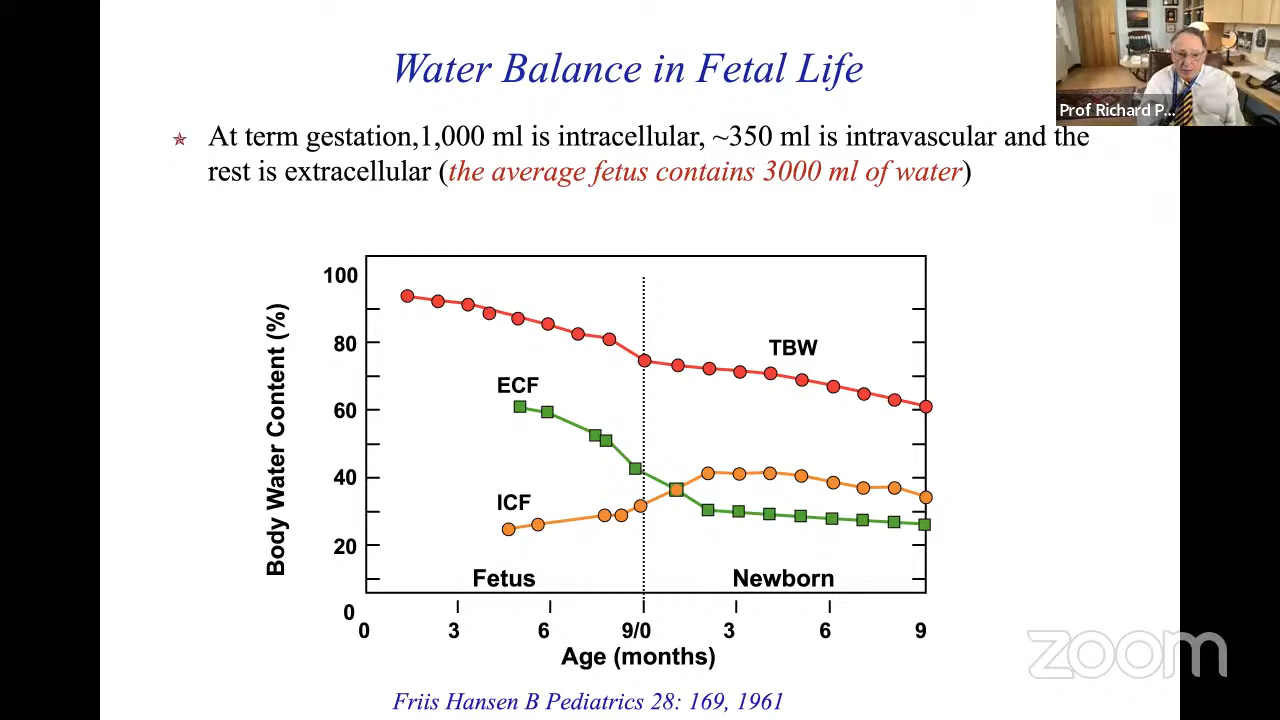 Water Balance in Fetal Life
Prof Richard P...
✯ At term gestation,1,000 ml is intracellular, ~350 ml is intravascular and the
rest is extracellular (the average fetus contains 3000 ml of water)
Body Water Content (%)
100
80
60
40
20
0
TBW
ECF
ICF
Fetus
Newborn
0 3 6 9/0 3 6 9
Age (months)
zoom
Friis Hansen B Pediatrics 28: 169, 1961